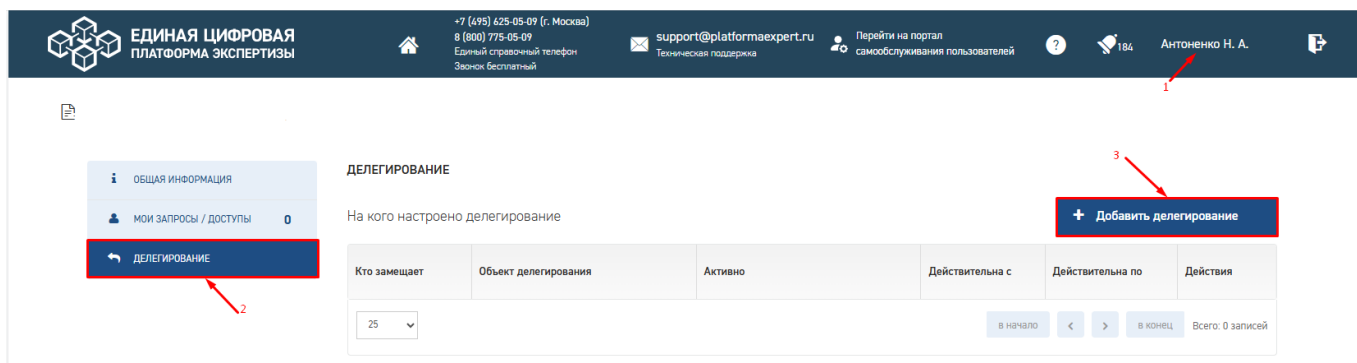 ЕДИНАЯ ЦИФРОВАЯ
ПЛАТФОРМА ЭКСПЕРТИЗЫ
+7 (495) 625-05-09 (г. Москва)
8 (800) 775-05-09
Единый справочный телефон
Звонок бесплатный
support@platformaexpert.ru
Техническая поддержка
Перейти на портал
самообслуживания пользователей
?
184
Антоненко Н. А.
1
ОБЩАЯ ИНФОРМАЦИЯ
МОИ ЗАПРОСЫ / ДОСТУПЫ 0
ДЕЛЕГИРОВАНИЕ
2
ДЕЛЕГИРОВАНИЕ
3
На кого настроено делегирование
+ Добавить делегирование
Кто замещает Объект делегирования Активно Действительна с Действительна по Действия
25 в начало < > в конец Всего: 0 записей